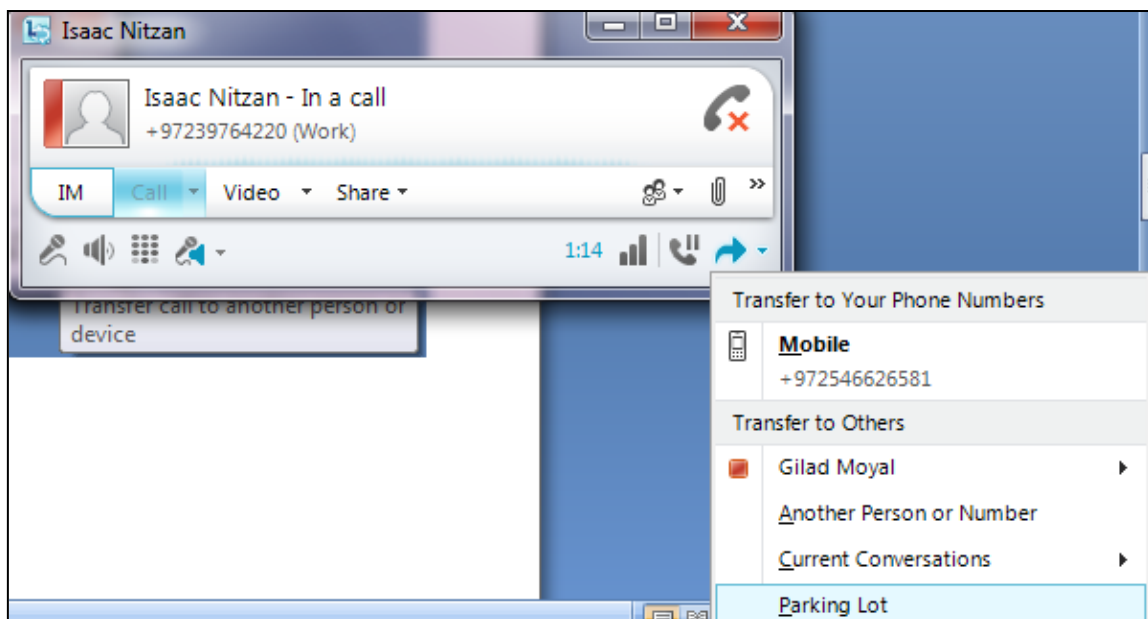 Isaac Nitzan
Isaac Nitzan - In a call
+97239764220 (Work)
IM Call Video Share
1:14
Transfer call to another person or
device
Transfer to Your Phone Numbers
Mobile
+972546626581
Transfer to Others
Gilad Moyal
Another Person or Number
Current Conversations
Parking Lot